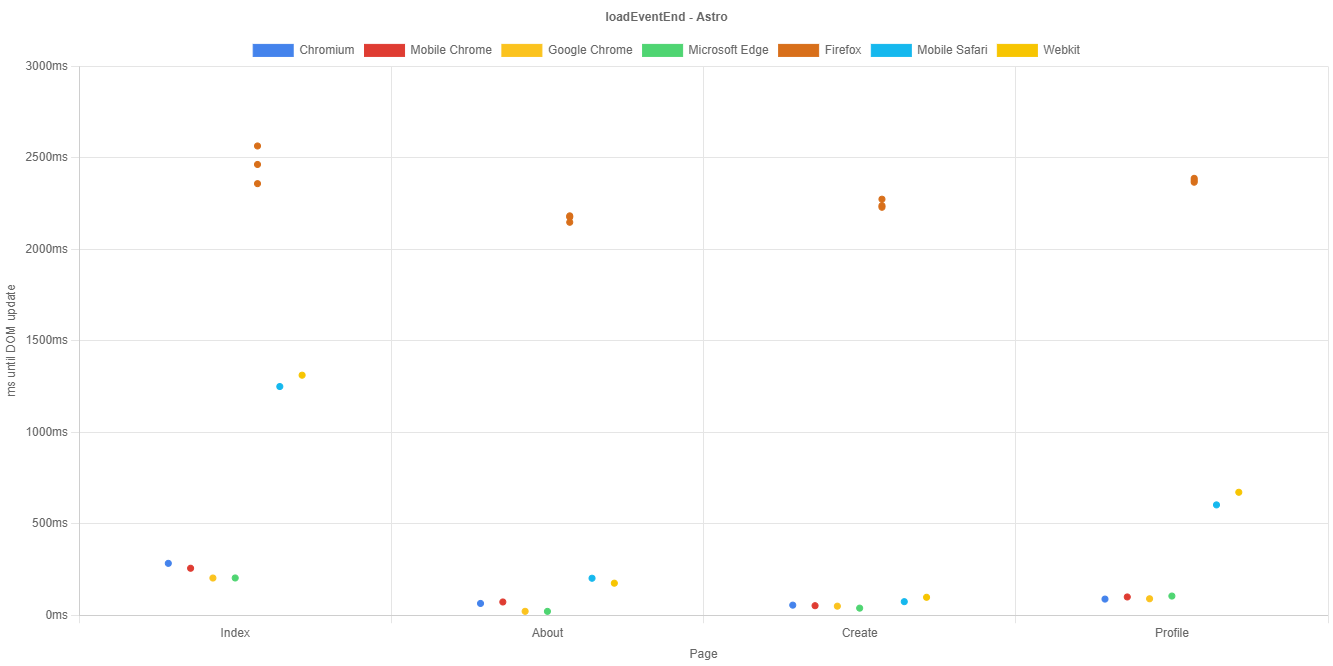 loadEventEnd - Astro
Chromium Mobile Chrome Google Chrome Microsoft Edge Firefox Mobile Safari Webkit
3000ms
2500ms
2000ms
1500ms
1000ms
500ms
0ms
ms until DOM update
Index About Create Profile
Page